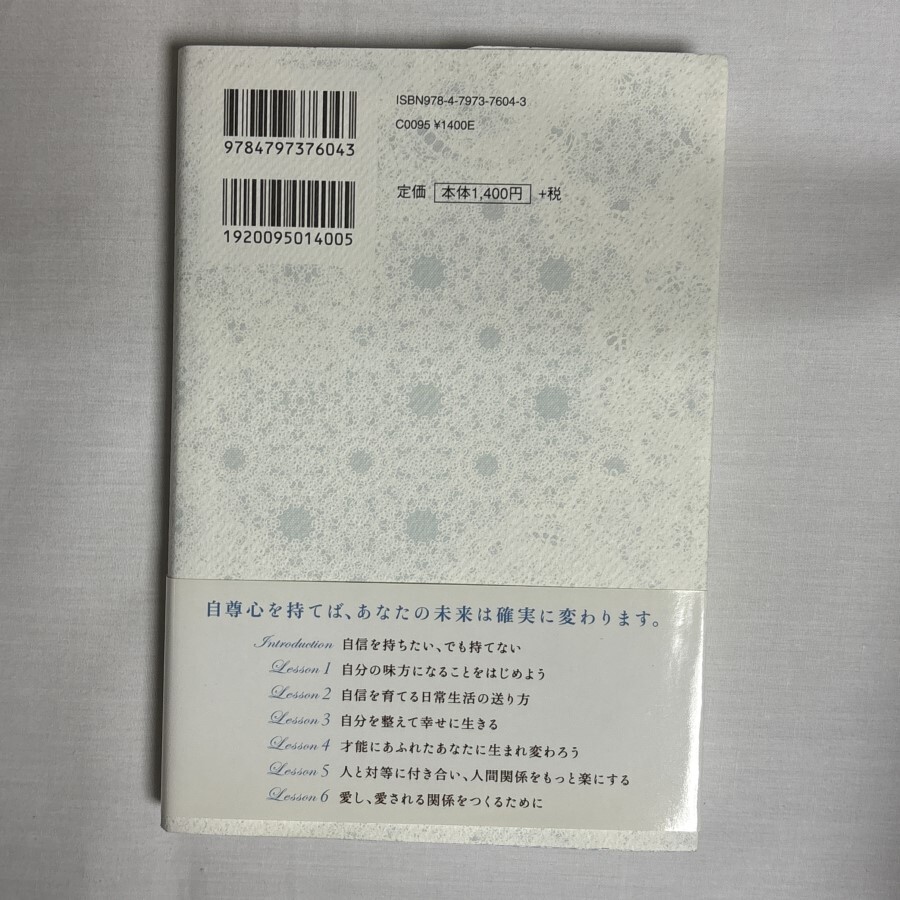 ISBN978-4-7973-7604-3
C0095 ¥1400E
9784797376043
定価 本体1,400円 +税
1920095014005
自尊心を持てば、あなたの未来は確実に変わります。
Introduction 自信を持ちたい、でも持てない
Lesson 1 自分の味方になることをはじめよう
Lesson 2 自信を育てる日常生活の送り方
Lesson 3 自分を整えて幸せに生きる
Lesson 4 才能にあふれたあなたに生まれ変わろう
Lesson 5 人と対等に付き合い、人間関係をもっと楽にする
Lesson 6 愛し、愛される関係をつくるために